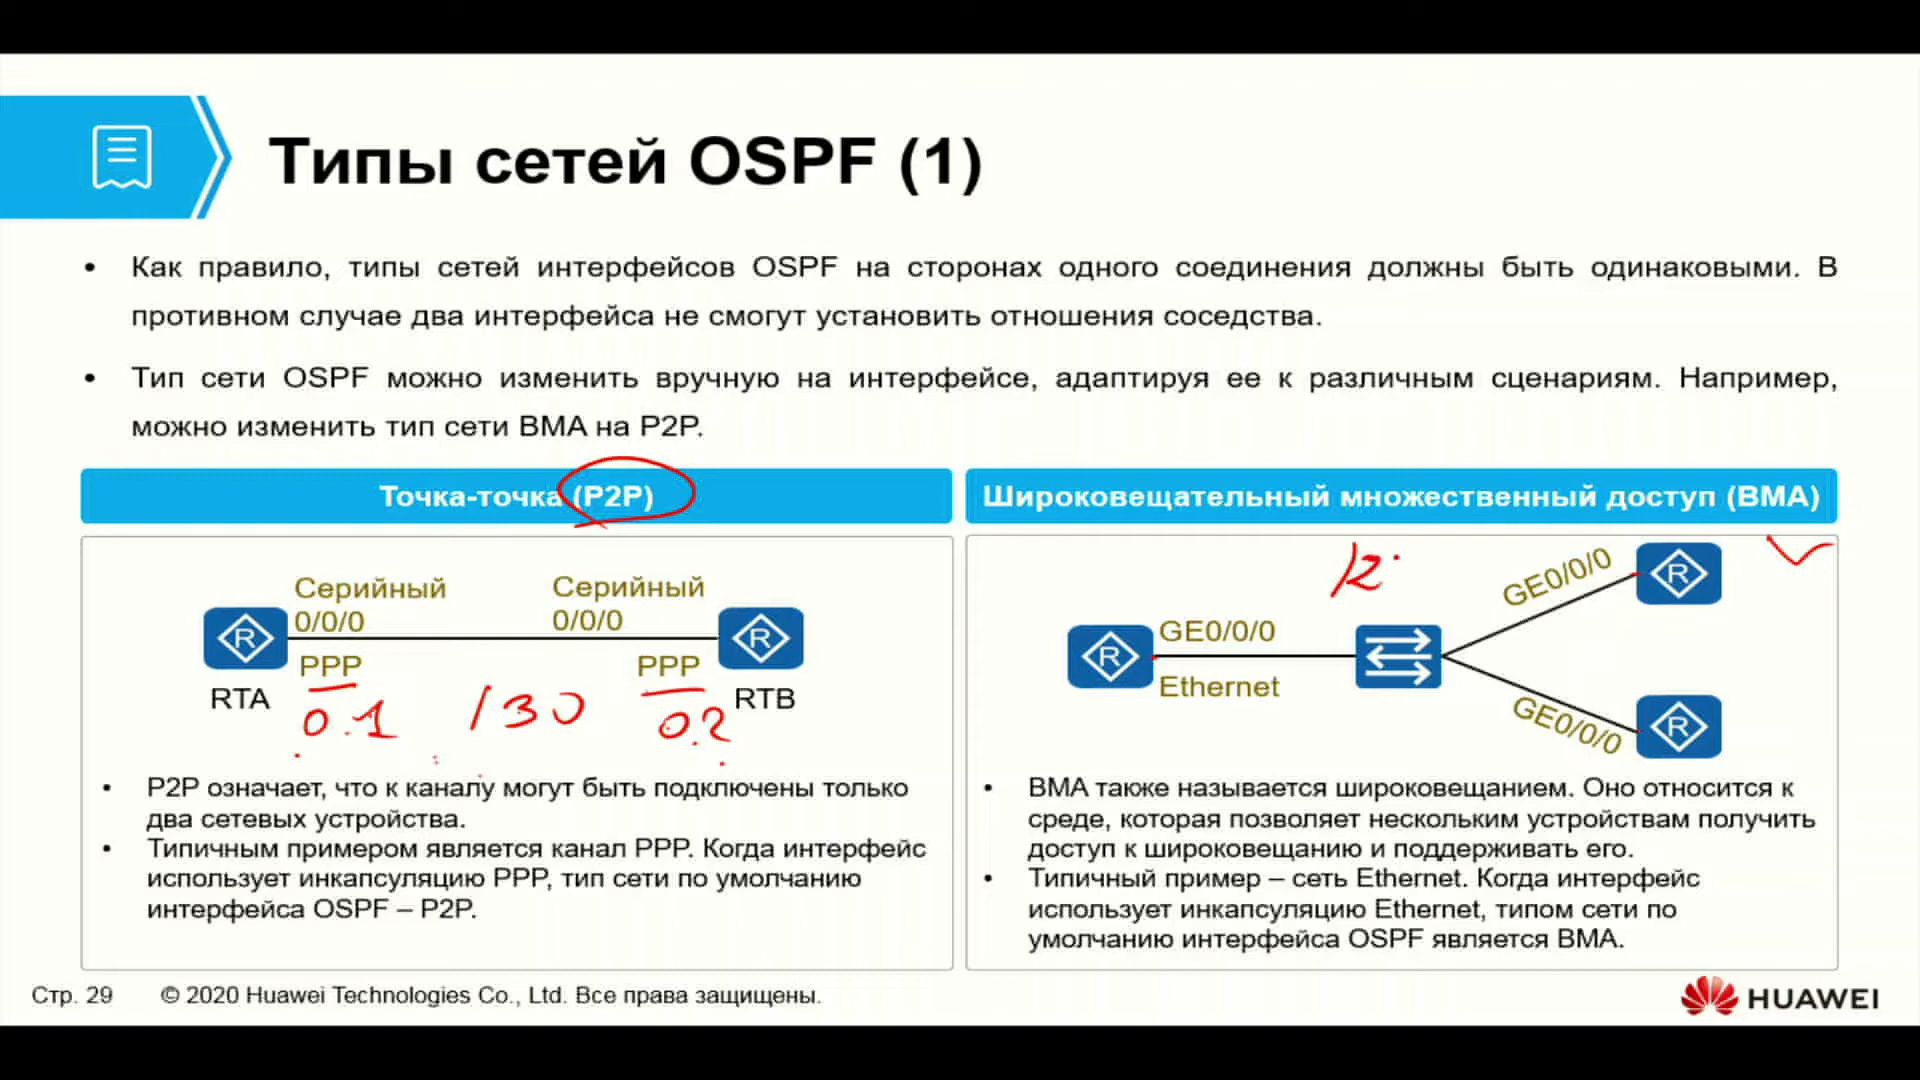 Типы сетей OSPF (1)
• Как правило, типы сетей интерфейсов OSPF на сторонах одного соединения должны быть одинаковыми. В
противном случае два интерфейса не смогут установить отношения соседства.
• Тип сети OSPF можно изменить вручную на интерфейсе, адаптируя ее к различным сценариям. Например,
можно изменить тип сети BMA на P2P.
Точка-точка (P2P)
Серийный
0/0/0
Серийный
0/0/0
R
R
PPP
PPP
RTA
RTB
0.1
/30
0.2
• P2P означает, что к каналу могут быть подключены только
два сетевых устройства.
• Типичным примером является канал PPP. Когда интерфейс
использует инкапсуляцию PPP, тип сети по умолчанию
интерфейса OSPF – P2P.
Широковещательный множественный доступ (BMA)
GE0/0/0
R
GE0/0/0
R
Ethernet
GE0/0/0
R
• BMA также называется широковещанием. Оно относится к
среде, которая позволяет нескольким устройствам получить
доступ к широковещанию и поддерживать его.
• Типичный пример – сеть Ethernet. Когда интерфейс
использует инкапсуляцию Ethernet, типом сети по
умолчанию интерфейса OSPF является BMA.
Стр. 29
© 2020 Huawei Technologies Co., Ltd. Все права защищены.
HUAWEI